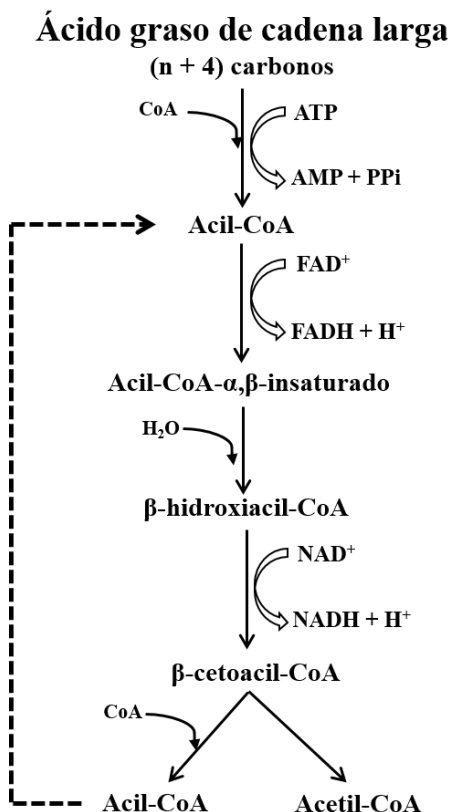 Ácido graso de cadena larga
(n + 4) carbonos
CoA
ATP
AMP + PPi
Acil-CoA
FAD⁺
FADH + H⁺
Acil-CoA-α,β-insaturado
H₂O
β-hidroxiacil-CoA
NAD⁺
NADH + H⁺
β-cetoacil-CoA
CoA
Acil-CoA
Acetil-CoA